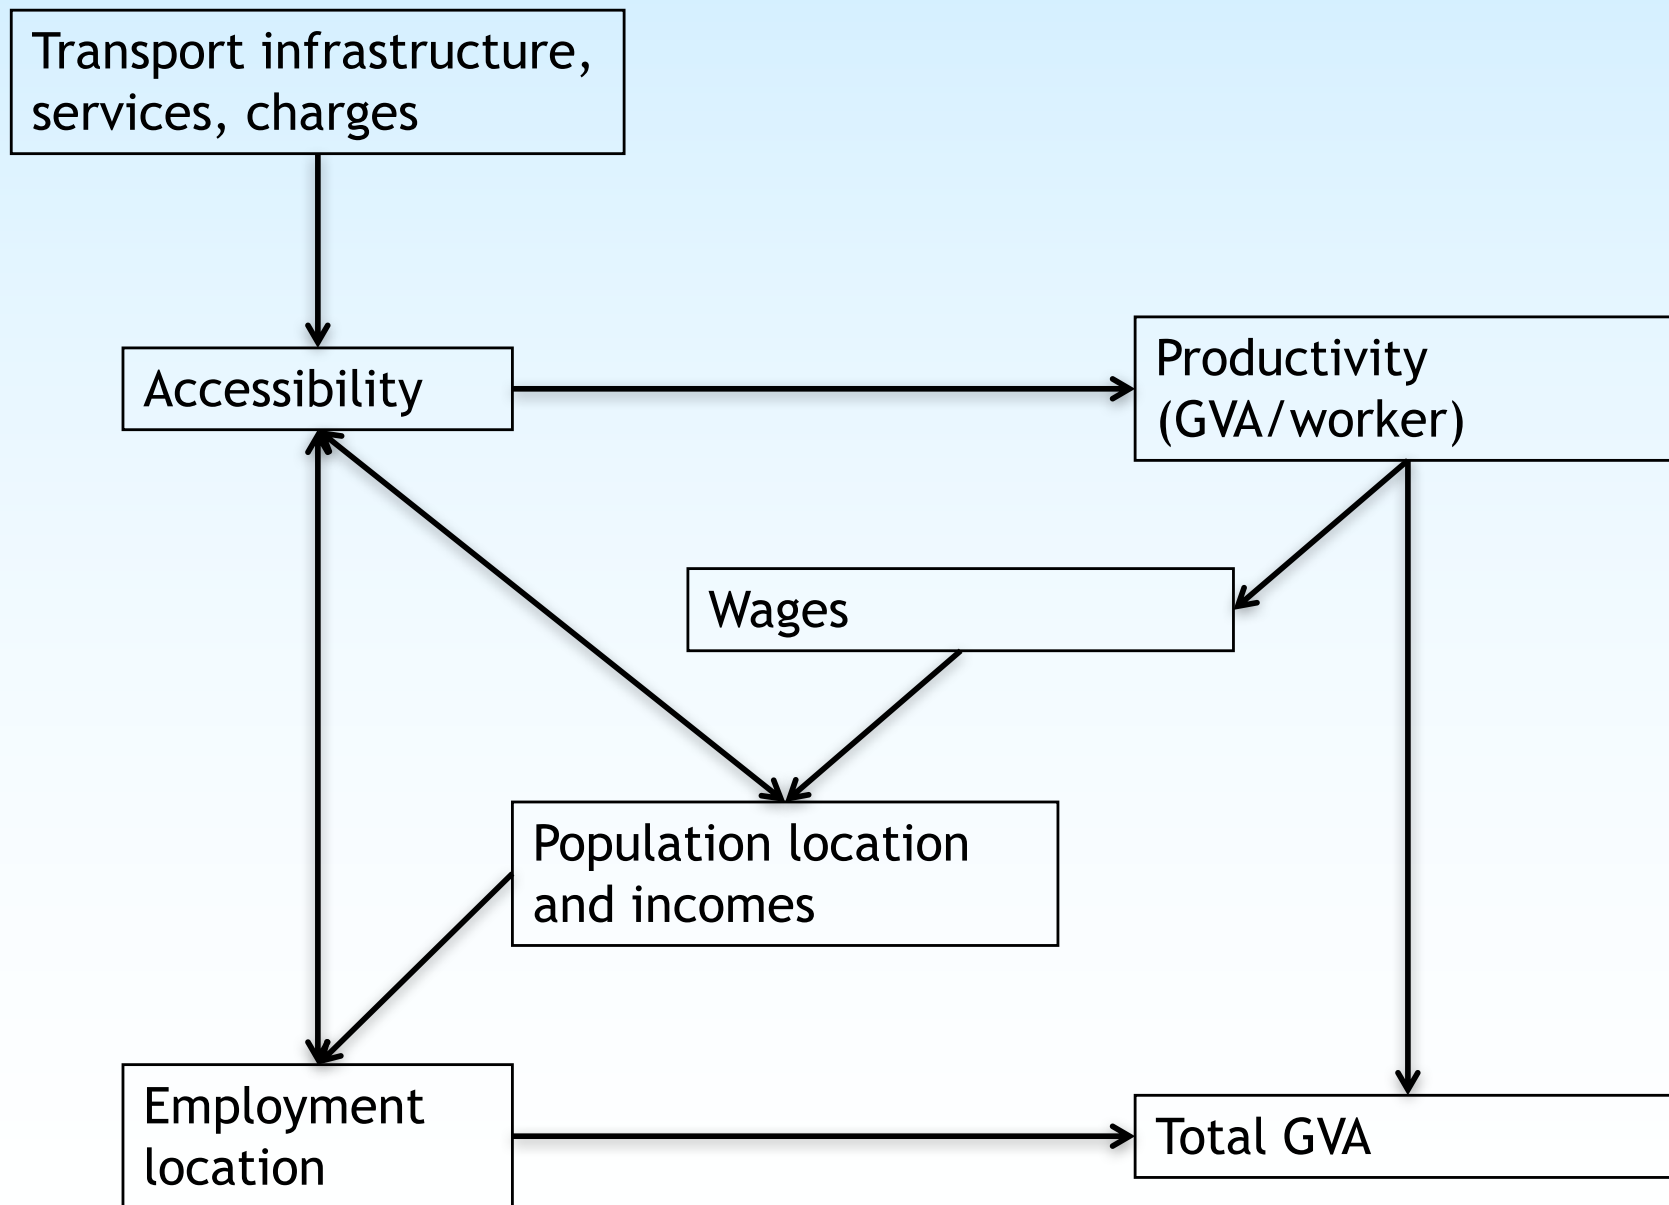 Transport infrastructure,
services, charges
Accessibility
Productivity
(GVA/worker)
Wages
Population location
and incomes
Employment
location
Total GVA